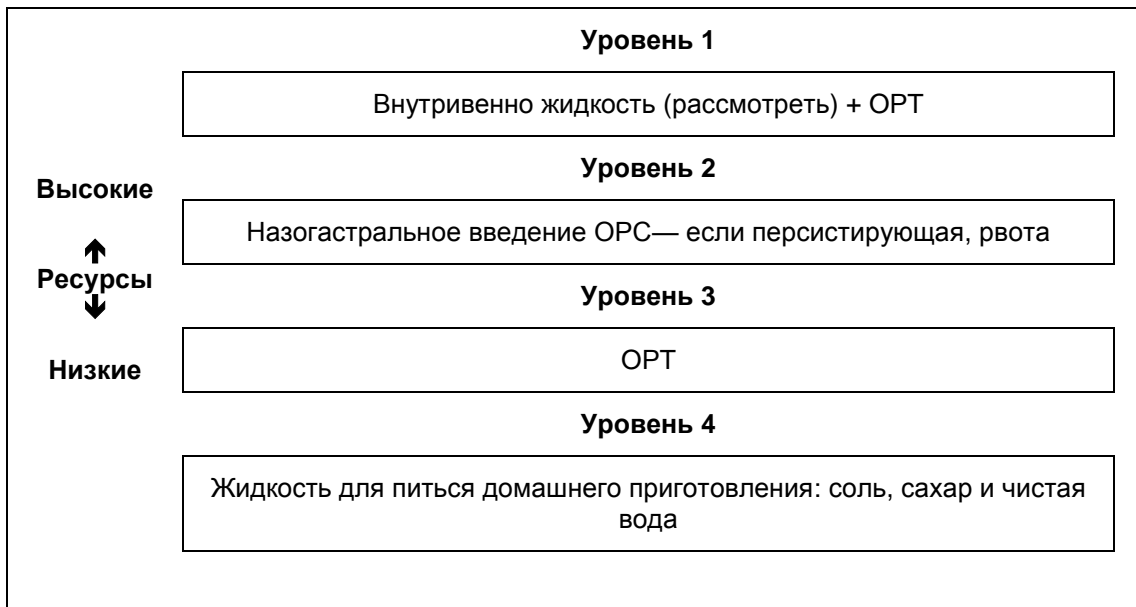 Уровень 1
Внутривенно жидкость (рассмотреть) + ОРТ
Уровень 2
Высокие
Назогастральное введение ОРС— если персистирующая, рвота
Ресурсы
Уровень 3
ОРТ
Низкие
Уровень 4
Жидкость для питься домашнего приготовления: соль, сахар и чистая
вода